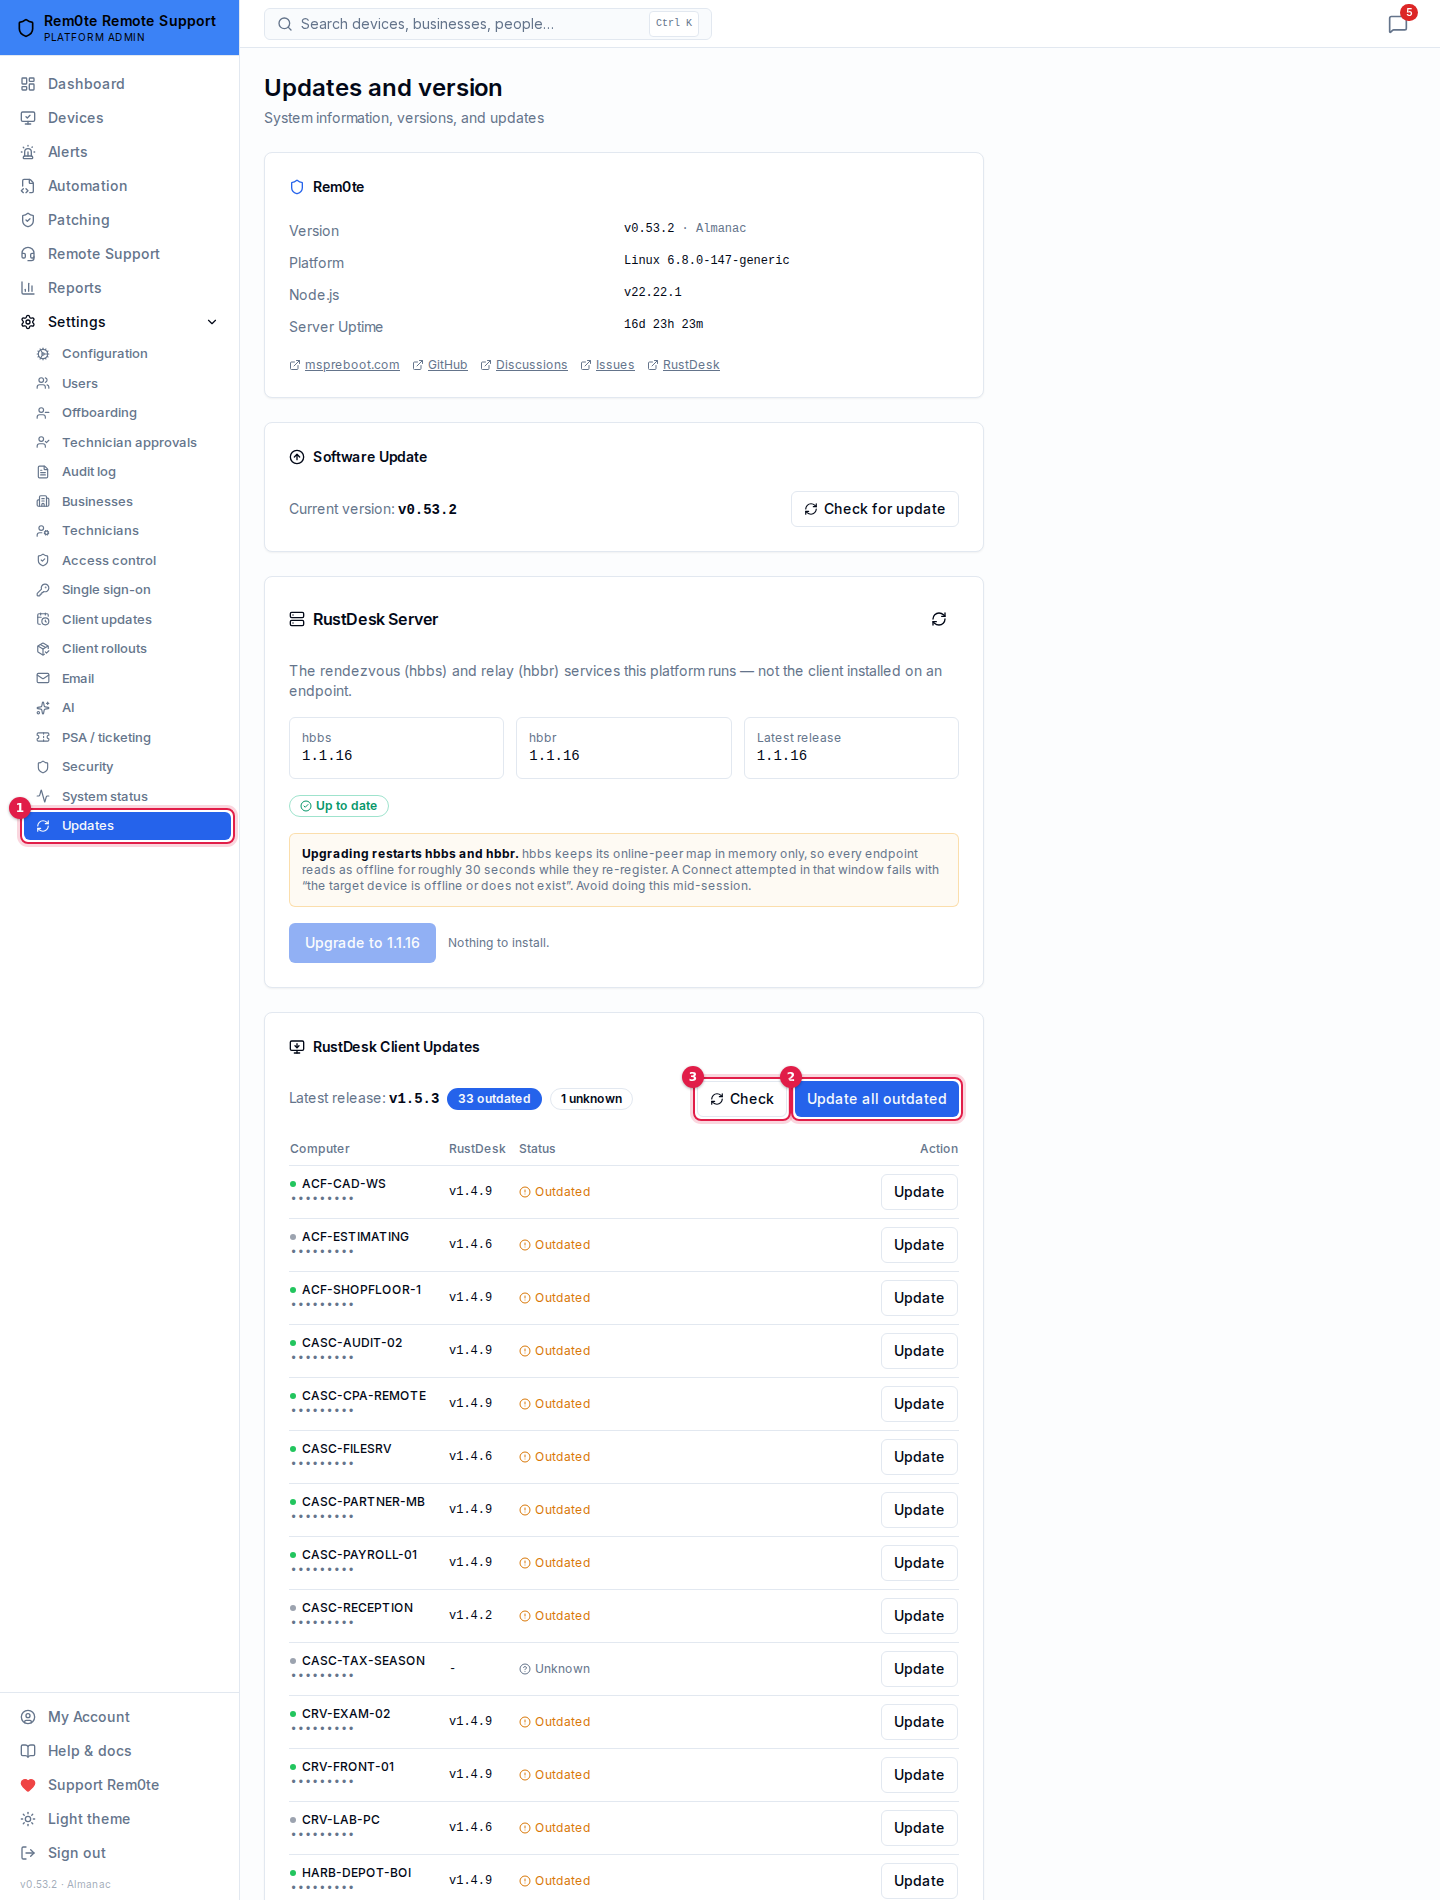 Rem0te Remote Support
PLATFORM ADMIN
Search devices, businesses, people…
Ctrl K
5
Dashboard
Devices
Alerts
Automation
Patching
Remote Support
Reports
Settings
Configuration
Users
Offboarding
Technician approvals
Audit log
Businesses
Technicians
Access control
Single sign-on
Client updates
Client rollouts
Email
AI
PSA / ticketing
Security
System status
1
Updates
My Account
Help & docs
Support Rem0te
Light theme
Sign out
v0.53.2 · Almanac
Updates and version
System information, versions, and updates
Rem0te
Version v0.53.2 · Almanac
Platform Linux 6.8.0-147-generic
Node.js v22.22.1
Server Uptime 16d 23h 23m
mspreboot.com GitHub Discussions Issues RustDesk
Software Update
Current version: v0.53.2 Check for update
RustDesk Server
The rendezvous (hbbs) and relay (hbbr) services this platform runs — not the client installed on an
endpoint.
hbbs hbbr Latest release
1.1.16 1.1.16 1.1.16
Up to date
Upgrading restarts hbbs and hbbr. hbbs keeps its online-peer map in memory only, so every endpoint
reads as offline for roughly 30 seconds while they re-register. A Connect attempted in that window fails with
“the target device is offline or does not exist”. Avoid doing this mid-session.
Upgrade to 1.1.16 Nothing to install.
RustDesk Client Updates
3 2
Latest release: v1.5.3 33 outdated 1 unknown Check Update all outdated
Computer RustDesk Status Action
ACF-CAD-WS v1.4.9 Outdated Update
•••••••••
ACF-ESTIMATING v1.4.6 Outdated Update
•••••••••
ACF-SHOPFLOOR-1 v1.4.9 Outdated Update
•••••••••
CASC-AUDIT-02 v1.4.9 Outdated Update
•••••••••
CASC-CPA-REMOTE v1.4.9 Outdated Update
•••••••••
CASC-FILESRV v1.4.6 Outdated Update
•••••••••
CASC-PARTNER-MB v1.4.9 Outdated Update
•••••••••
CASC-PAYROLL-01 v1.4.9 Outdated Update
•••••••••
CASC-RECEPTION v1.4.2 Outdated Update
•••••••••
CASC-TAX-SEASON - Unknown Update
•••••••••
CRV-EXAM-02 v1.4.9 Outdated Update
•••••••••
CRV-FRONT-01 v1.4.9 Outdated Update
•••••••••
CRV-LAB-PC v1.4.6 Outdated Update
•••••••••
HARB-DEPOT-BOI v1.4.9 Outdated Update
•••••••••